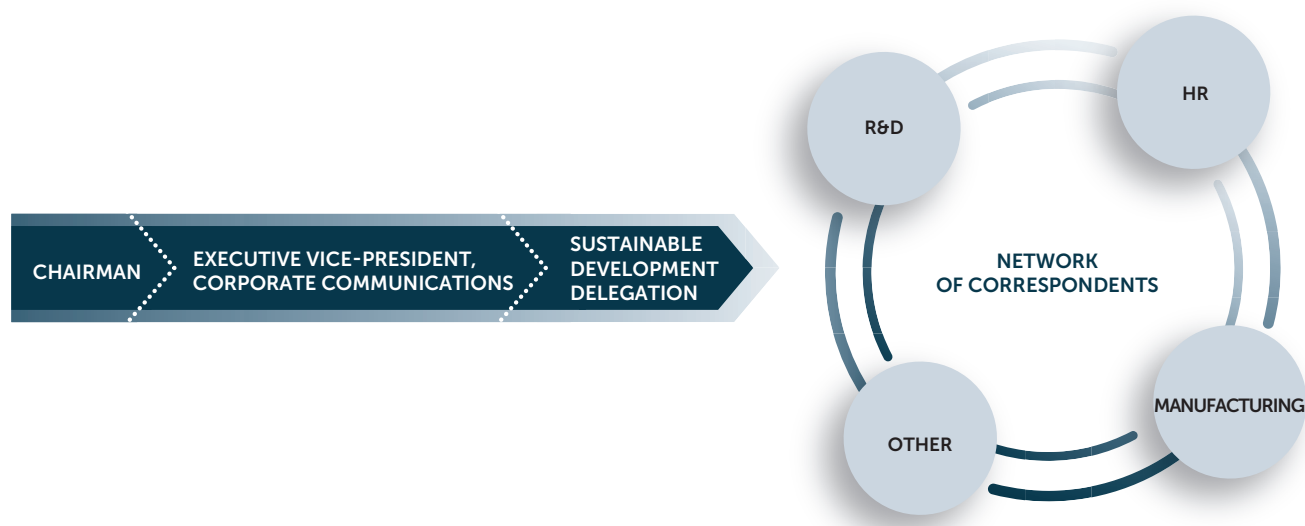 CHAIRMAN
EXECUTIVE VICE-PRESIDENT,
CORPORATE COMMUNICATIONS
SUSTAINABLE
DEVELOPMENT
DELEGATION
R&D
HR
NETWORK
OF CORRESPONDENTS
MANUFACTURING
OTHER